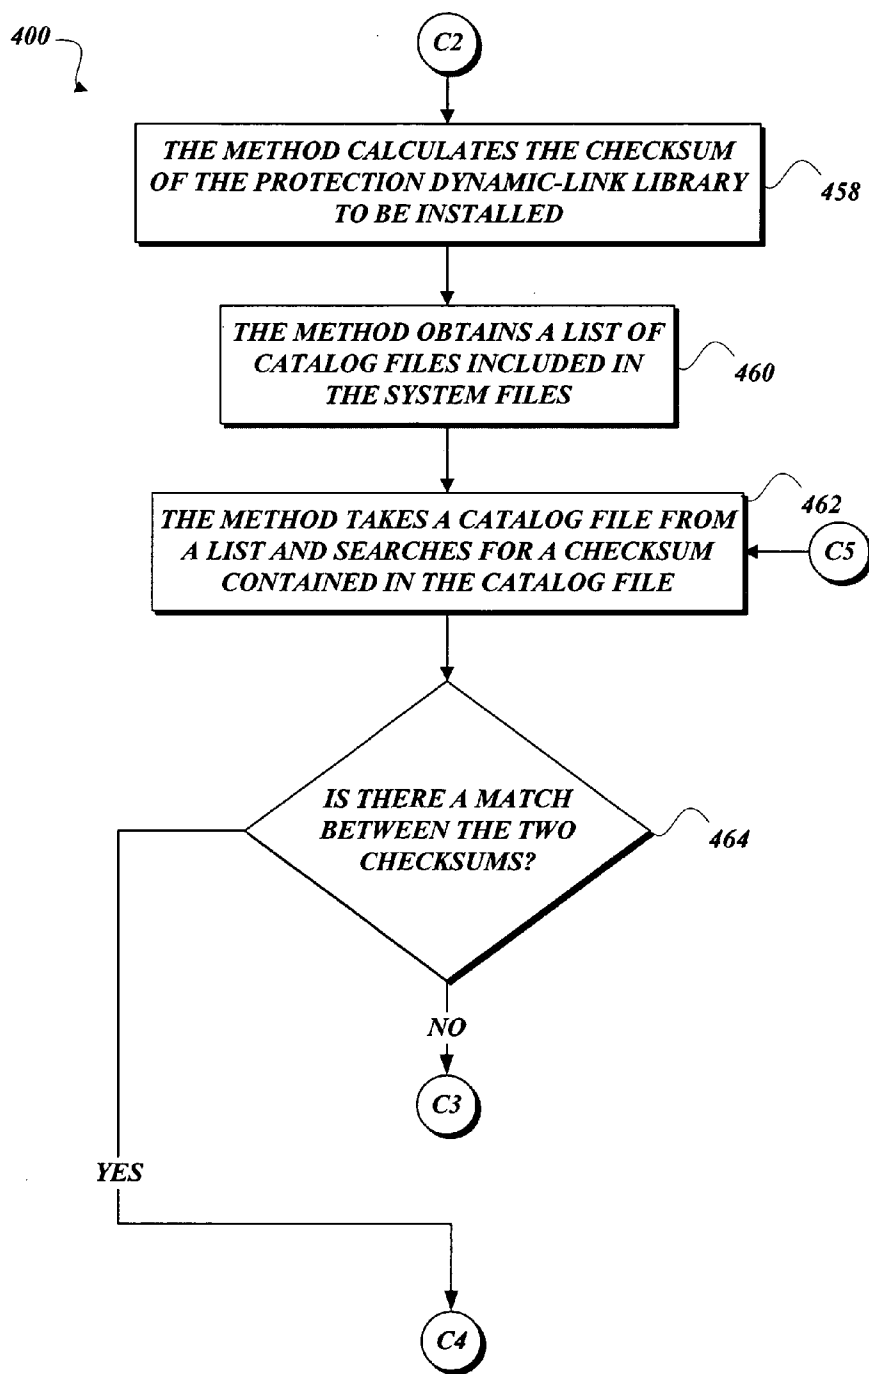 400
C2
THE METHOD CALCULATES THE CHECKSUM
OF THE PROTECTION DYNAMIC-LINK LIBRARY
TO BE INSTALLED
458
THE METHOD OBTAINS A LIST OF
CATALOG FILES INCLUDED IN
THE SYSTEM FILES
460
THE METHOD TAKES A CATALOG FILE FROM
A LIST AND SEARCHES FOR A CHECKSUM
CONTAINED IN THE CATALOG FILE
462
C5
IS THERE A MATCH
BETWEEN THE TWO
CHECKSUMS?
464
NO
C3
YES
C4